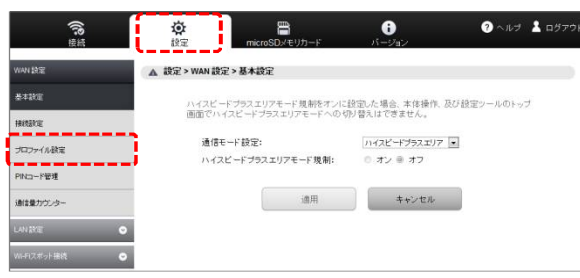 接続
設定
microSDメモリカード
バージョン
ヘルプ
ログアウト
WAN 設定
基本設定
接続設定
プロファイル設定
PINコード管理
通信量カウンター
LAN 設定
Wi-Fiスポット接続
設定 > WAN 設定 > 基本設定
ハイスピードプラスエリアモード規制をオンに設定した場合、本体操作、及び設定ツールのトップ
画面でハイスピードプラスエリアモードへの切り替えはできません。
通信モード設定:
ハイスピードプラスエリア
ハイスピードプラスエリアモード規制:
オン
オフ
適用
キャンセル